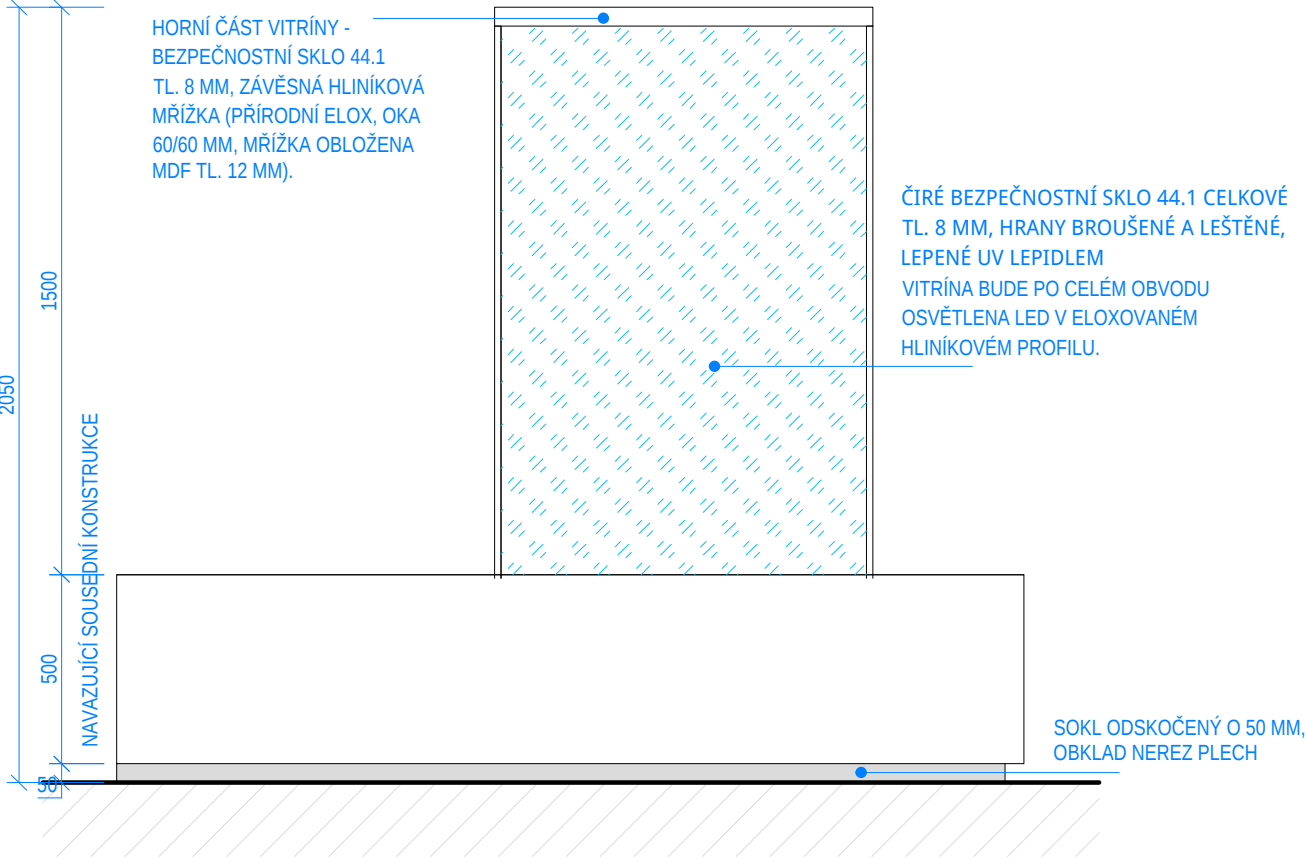 HORNÍ ČÁST VITRÍNY -
BEZPEČNOSTNÍ SKLO 44.1
TL. 8 MM, ZÁVĚSNÁ HLINÍKOVÁ
MŘÍŽKA (PŘÍRODNÍ ELOX, OKA
60/60 MM, MŘÍŽKA OBLOŽENA
MDF TL. 12 MM).
ČIRÉ BEZPEČNOSTNÍ SKLO 44.1 CELKOVÉ
TL. 8 MM, HRANY BROUŠENÉ A LEŠTĚNÉ,
LEPENÉ UV LEPIDLEM
VITRÍNA BUDE PO CELÉM OBVODU
OSVĚTLENA LED V ELOXOVANÉM
HLINÍKOVÉM PROFILU.
1500
2050
NAVAZUJÍCÍ SOUSEDNÍ KONSTRUKCE
500
SOKL ODSKOČENÝ O 50 MM,
OBKLAD NEREZ PLECH
50